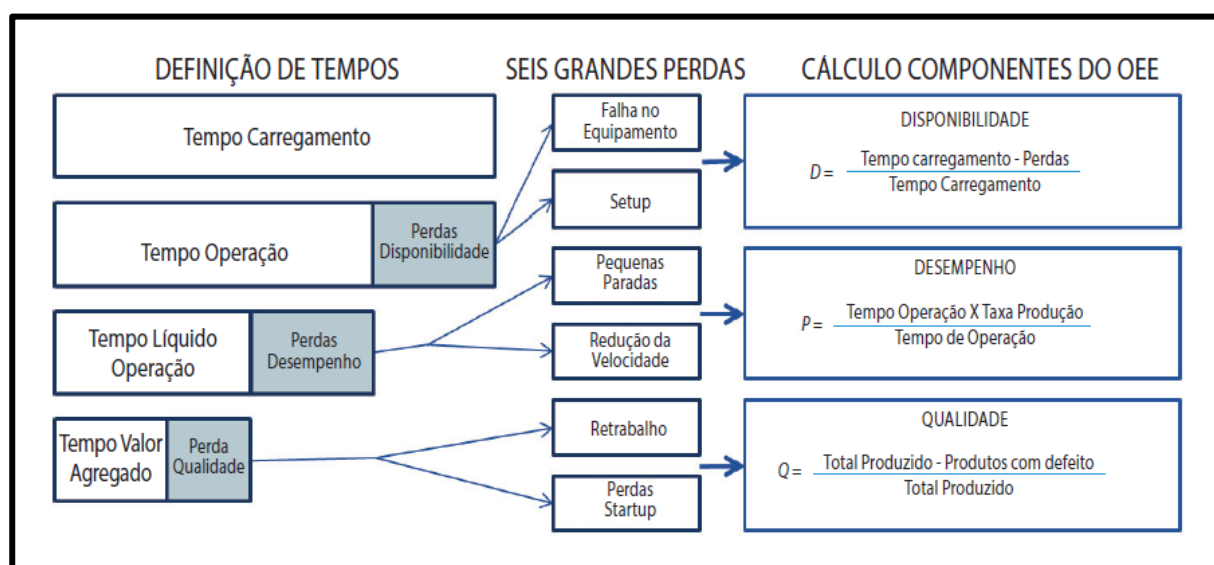 DEFINIÇÃO DE TEMPOS
Tempo Carregamento
Tempo Operação
Perdas
Disponibilidade
Tempo Líquido
Operação
Perdas
Desempenho
Tempo Valor
Agregado
Perda
Qualidade
SEIS GRANDES PERDAS
Falha no
Equipamento
Setup
Pequenas
Paradas
Redução da
Velocidade
Retrabalho
Perdas
Startup
CÁLCULO COMPONENTES DO OEE
DISPONIBILIDADE
D = Tempo carregamento - Perdas
Tempo Carregamento
DESEMPENHO
P = Tempo Operação X Taxa Produção
Tempo de Operação
QUALIDADE
Q = Total Produzido - Produtos com defeito
Total Produzido